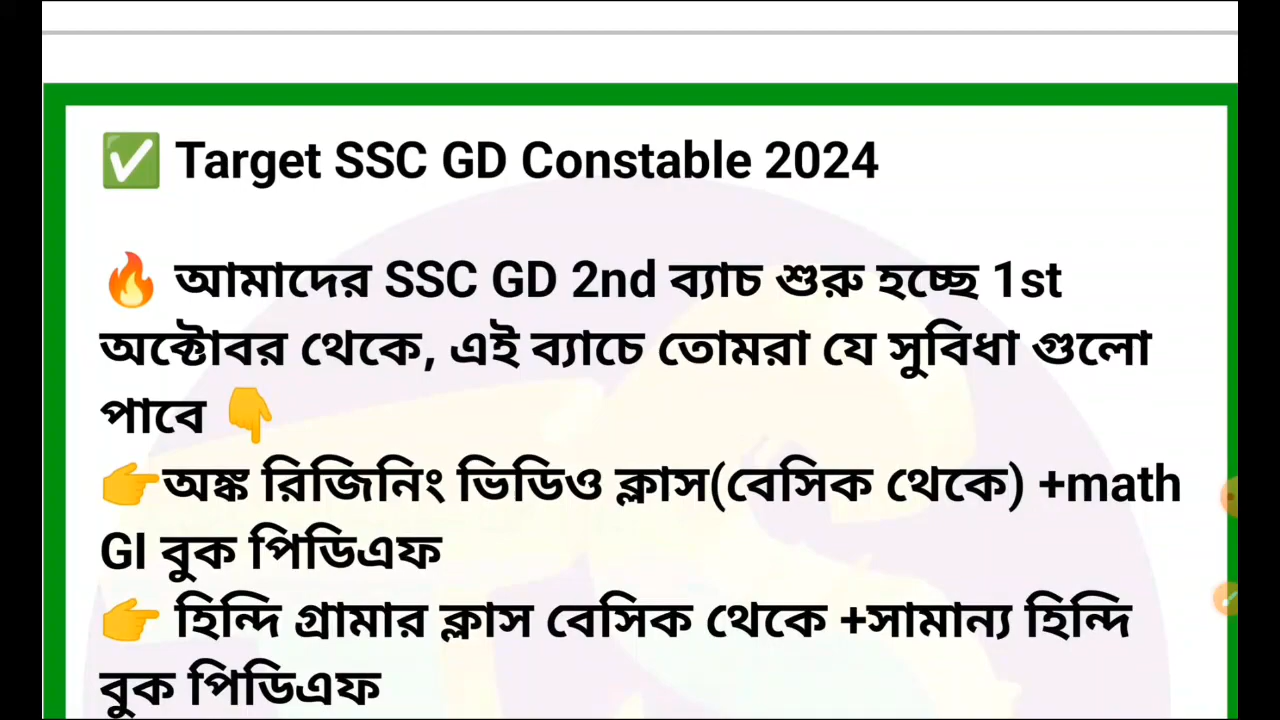 ✅ Target SSC GD Constable 2024
🔥 আমাদের SSC GD 2nd ব্যাচ শুরু হচ্ছে 1st
অক্টোবর থেকে, এই ব্যাচে তোমরা যে সুবিধা গুলো
পাবে 👇
👉অঙ্ক রিজিনিং ভিডিও ক্লাস(বেসিক থেকে) +math
GI বুক পিডিএফ
👉 হিন্দি গ্রামার ক্লাস বেসিক থেকে +সামান্য হিন্দি
বুক পিডিএফ